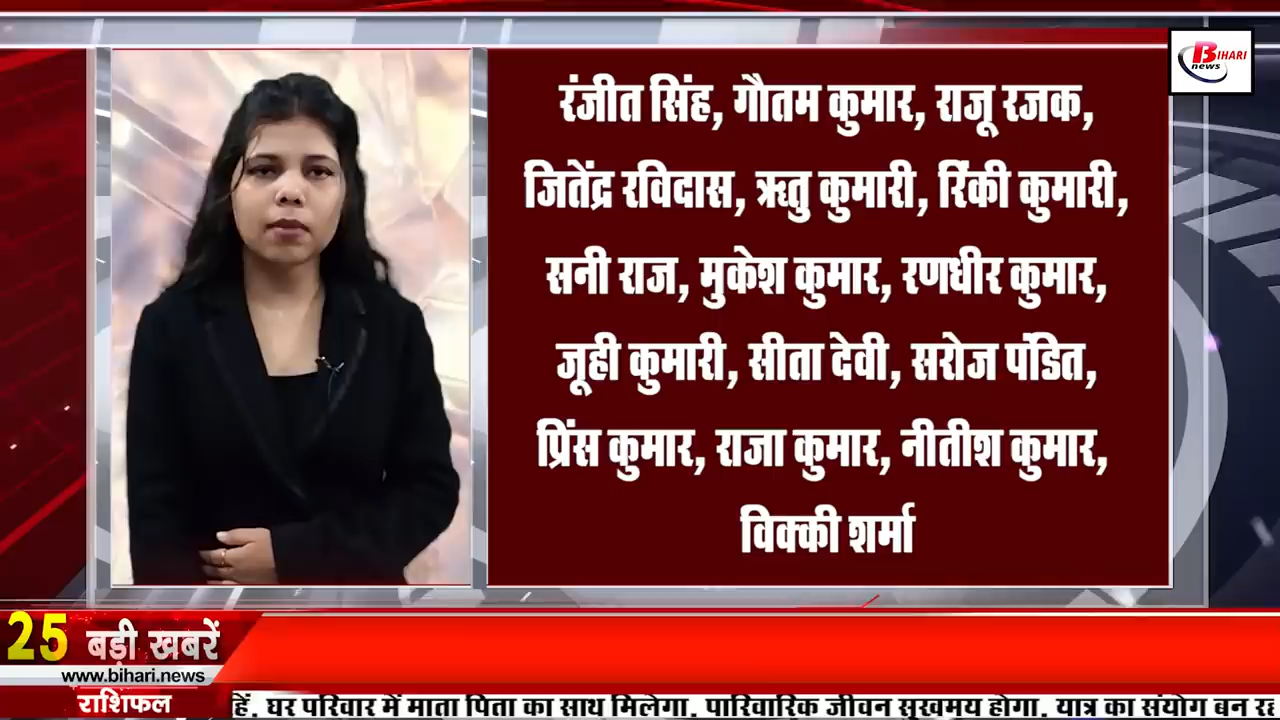 BIHARI
news
रंजीत सिंह, गौतम कुमार, राजू रजक,
जितेंद्र रविदास, ऋतु कुमारी, रिंकी कुमारी,
सनी राज, मुकेश कुमार, रणधीर कुमार,
जूही कुमारी, सीता देवी, सरोज पंडित,
प्रिंस कुमार, राजा कुमार, नीतीश कुमार,
विक्की शर्मा
25 बड़ी खबरें
www.bihari.news
राशिफल
हें. घर परिवार में माता पिता का साथ मिलेगा. पारिवारिक जीवन सुखमय होगा. यात्र का संयोग बन